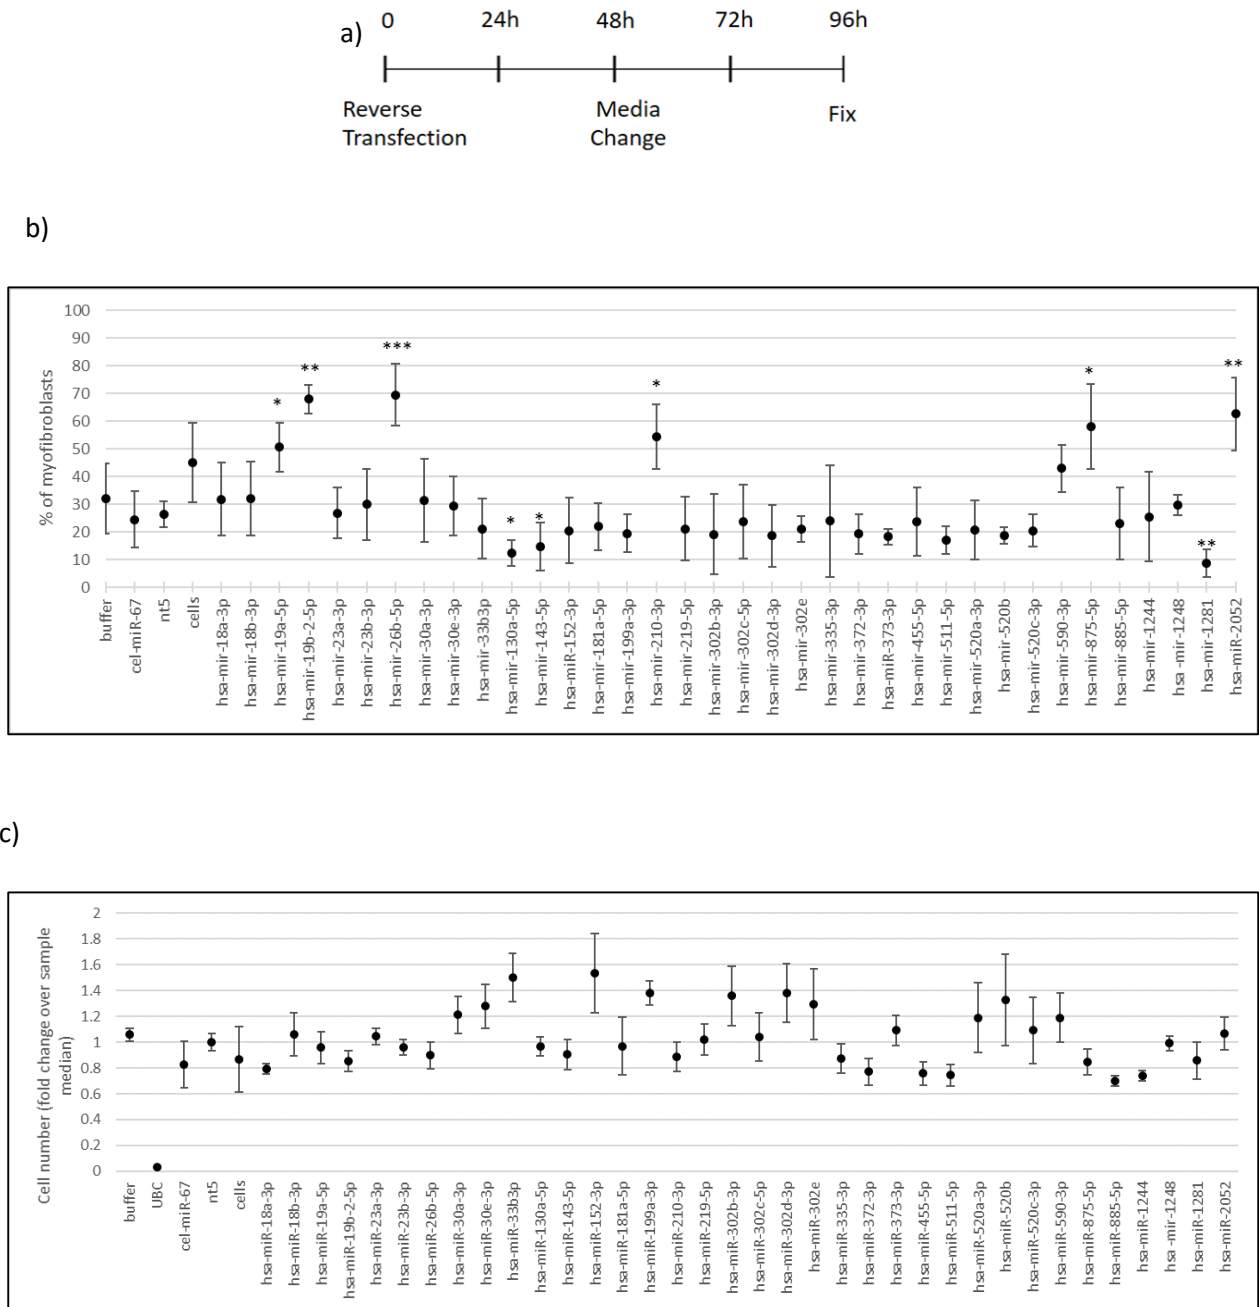 a)
0 24h 48h 72h 96h
Reverse Transfection
Media Change
Fix
b)
% of myofibroblasts
100
90
80
70
60
50
40
30
20
10
0
*
**
***
*
*
*
*
**
**
buffer
cel-miR-67
nt5
cells
hsa-mir-18a-3p
hsa-mir-18b-3p
hsa-mir-19a-5p
hsa-mir-19b-2-5p
hsa-mir-23a-3p
hsa-mir-23b-3p
hsa-mir-26b-5p
hsa-mir-30a-3p
hsa-mir-30e-3p
hsa-mir-33b3p
hsa-mir-130a-5p
hsa-mir-143-5p
hsa-miR-152-3p
hsa-mir-181a-5p
hsa-mir-199a-3p
hsa-mir-210-3p
hsa-mir-219-5p
hsa-mir-302b-3p
hsa-mir-302c-5p
hsa-mir-302d-3p
hsa-mir-302e
hsa-mir-335-3p
hsa-mir-372-3p
hsa-miR-373-3p
hsa-mir-455-5p
hsa-mir-511-5p
hsa-mir-520a-3p
hsa-mir-520b
hsa-mir-520c-3p
hsa-mir-590-3p
hsa-mir-875-5p
hsa-mir-885-5p
hsa-mir-1244
hsa-mir-1248
hsa-mir-1281
hsa-miR-2052
c)
Cell number (fold change over sample
median)
2
1.8
1.6
1.4
1.2
1
0.8
0.6
0.4
0.2
0
buffer
UBC
cel-miR-67
nt5
cells
hsa-miR-18a-3p
hsa-miR-18b-3p
hsa-miR-19a-5p
hsa-miR-19b-2-5p
hsa-miR-23a-3p
hsa-miR-23b-3p
hsa-miR-26b-5p
hsa-miR-30a-3p
hsa-miR-30e-3p
hsa-miR-33b3p
hsa-miR-130a-5p
hsa-miR-143-5p
hsa-miR-152-3p
hsa-miR-181a-5p
hsa-miR-199a-3p
hsa-miR-210-3p
hsa-miR-219-5p
hsa-miR-302b-3p
hsa-miR-302c-5p
hsa-miR-302d-3p
hsa-miR-302e
hsa-miR-335-3p
hsa-miR-372-3p
hsa-miR-373-3p
hsa-miR-455-5p
hsa-miR-511-5p
hsa-miR-520a-3p
hsa-miR-520b
hsa-miR-520c-3p
hsa-miR-590-3p
hsa-miR-875-5p
hsa-miR-885-5p
hsa-miR-1244
hsa-mir-1248
hsa-miR-1281
hsa-miR-2052